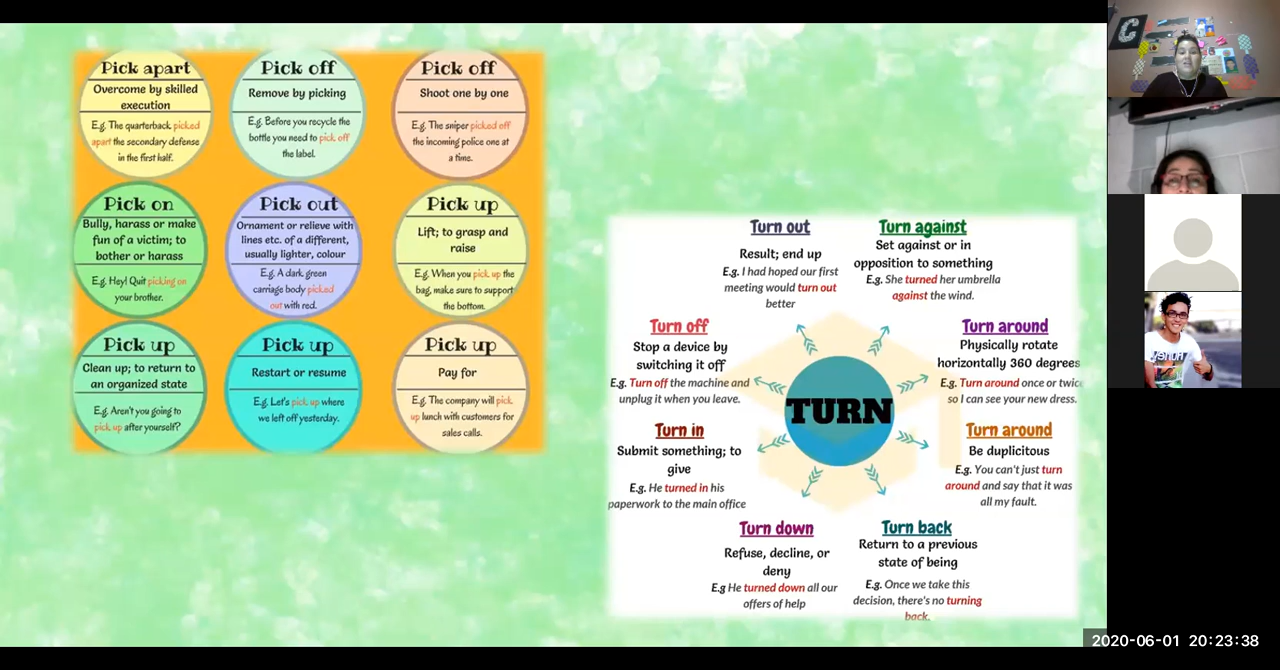 Pick apart
Overcome by skilled
execution
E.g. The quarterback picked
apart the secondary defense
in the first half.
Pick off
Remove by picking
E.g. Before you recycle the
bottle you need to pick off
the label.
Pick off
Shoot one by one
E.g. The sniper picked off
the incoming police one at
a time.
Pick on
Bully, harass or make
fun of a victim; to
bother or harass
E.g. Hey! Quit picking on
your brother.
Pick out
Ornament or relieve with
lines etc. of a different,
usually lighter, colour
E.g. A dark green
carriage body picked
out with red.
Pick up
Lift; to grasp and
raise
E.g. When you pick up the
bag, make sure to support
the bottom.
Pick up
Clean up; to return to
an organized state
E.g. Aren't you going to
pick up after yourself?
Pick up
Restart or resume
E.g. Let's pick up where
we left off yesterday.
Pick up
Pay for
E.g. The company will pick
up lunch with customers for
sales calls.
Turn out
Result; end up
E.g. I had hoped our first
meeting would turn out
better
Turn against
Set against or in
opposition to something
E.g. She turned her umbrella
against the wind.
Turn off
Stop a device by
switching it off
E.g. Turn off the machine and
unplug it when you leave.
Turn around
Physically rotate
horizontally 360 degrees
E.g. Turn around once or twice
so I can see your new dress.
TURN
Turn in
Submit something; to
give
E.g. He turned in his
paperwork to the main office
Turn around
Be duplicitous
E.g. You can't just turn
around and say that it was
all my fault.
Turn down
Refuse, decline, or
deny
E.g He turned down all our
offers of help
Turn back
Return to a previous
state of being
E.g. Once we take this
decision, there's no turning
back.
C
2020-06-01 20:23:38